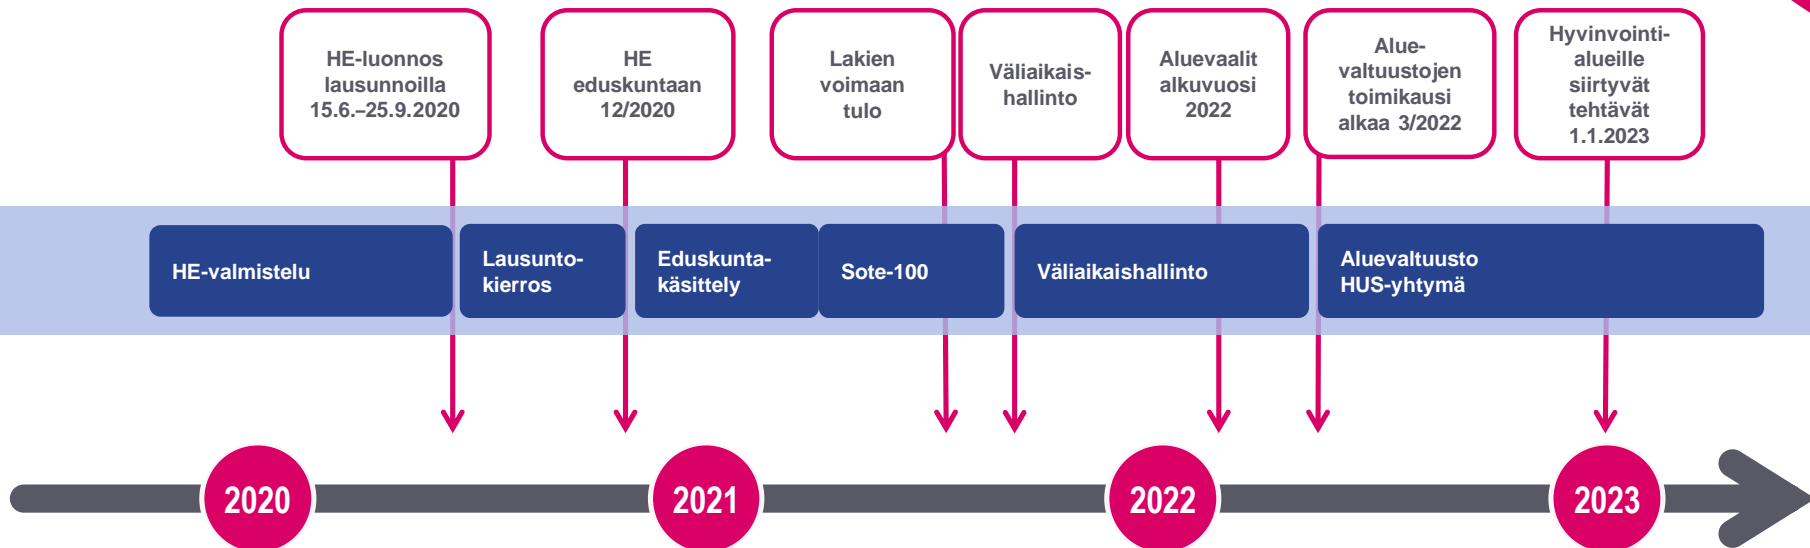 HE-luonnos
lausunnoilla
15.6.–25.9.2020
HE
eduskuntaan
12/2020
Lakien
voimaan
tulo
Väliaikais-
hallinto
Aluevaalit
alkuvuosi
2022
Alue-
valtuustojen
toimikausi
alkaa 3/2022
Hyvinvointi-
alueille
siirtyvät
tehtävät
1.1.2023
HE-valmistelu
Lausunto-
kierros
Eduskunta-
käsittely
Sote-100
Väliaikaishallinto
Aluevaltuusto
HUS-yhtymä
2020
2021
2022
2023